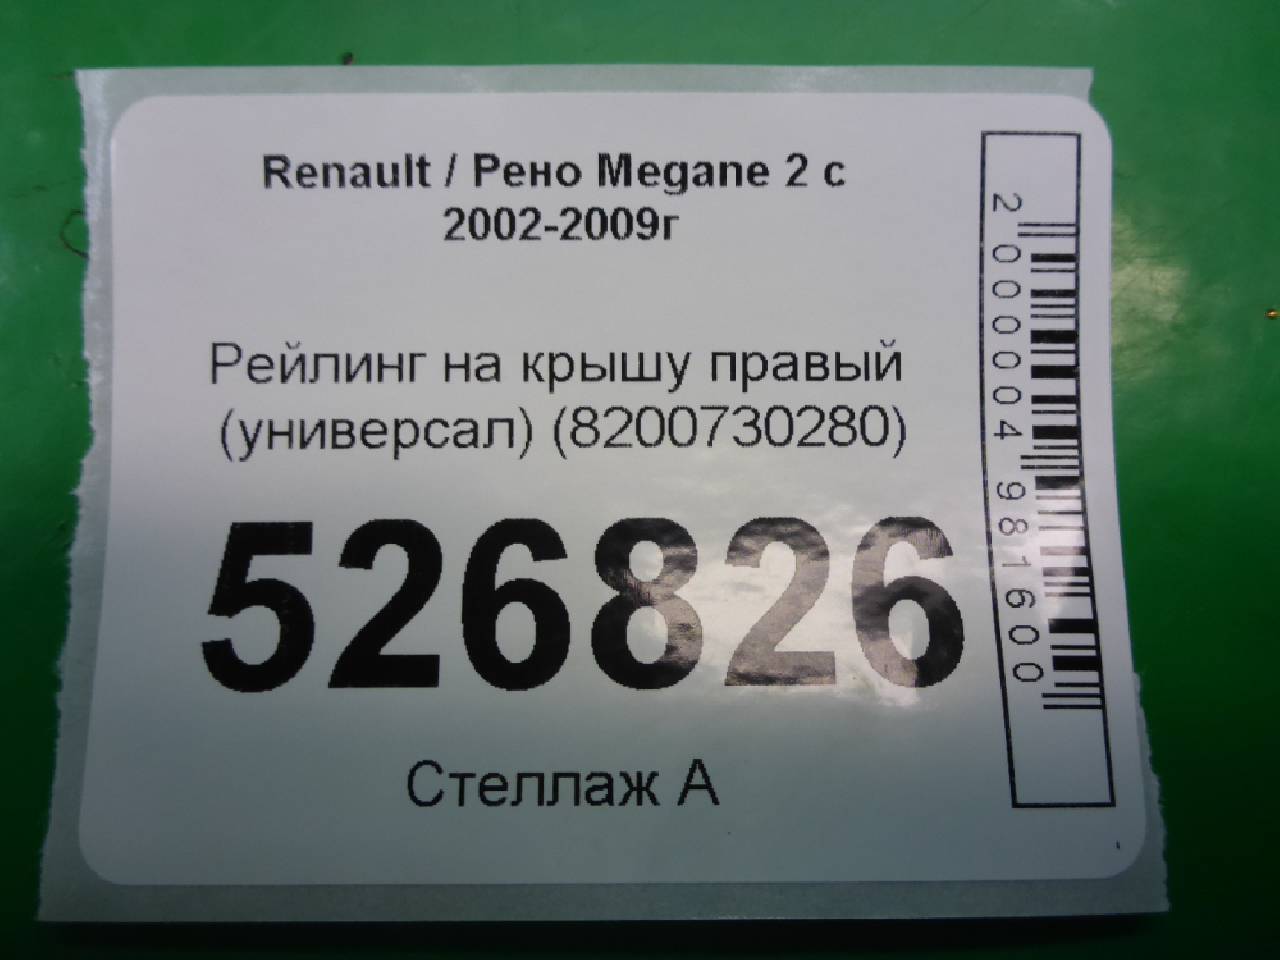 Renault / Рено Megane 2 с
2002-2009г
Рейлинг на крышу правый
(универсал) (8200730280)
526826
Стеллаж А
2000004981600